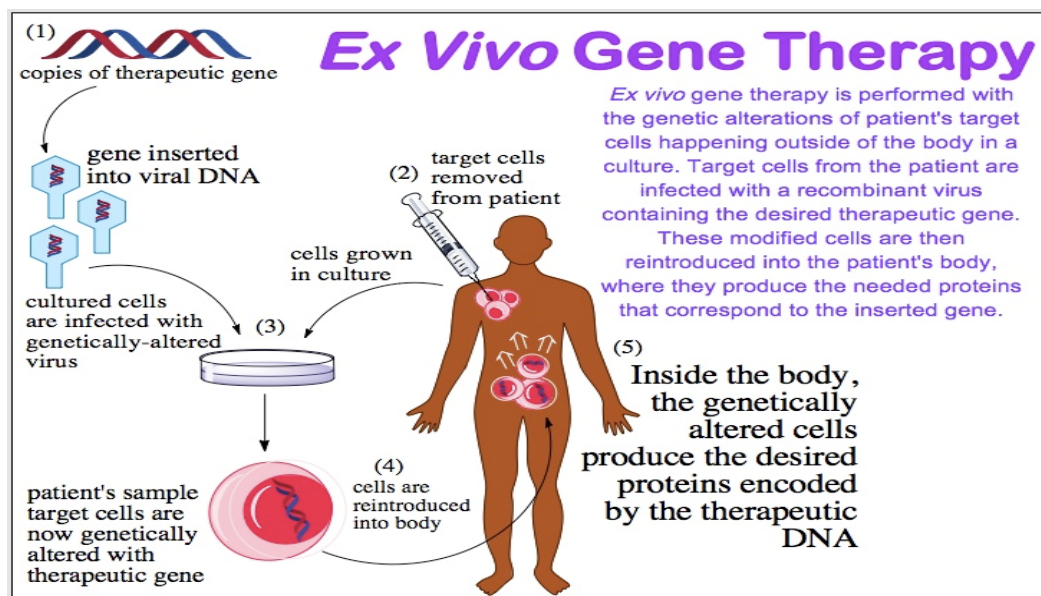 Ex Vivo Gene Therapy
Ex vivo gene therapy is performed with
the genetic alterations of patient's target
cells happening outside of the body in a
culture. Target cells from the patient are
infected with a recombinant virus
containing the desired therapeutic gene.
These modified cells are then
reintroduced into the patient's body,
where they produce the needed proteins
that correspond to the inserted gene.
(1)
copies of therapeutic gene
gene inserted
into viral DNA
(2)
target cells
removed
from patient
cells grown
in culture
cultured cells
are infected with
genetically-altered
virus
(3)
patient's sample
target cells are
now genetically
altered with
therapeutic gene
(4)
cells are
reintroduced
into body
(5)
Inside the body,
the genetically
altered cells
produce the desired
proteins encoded
by the therapeutic
DNA